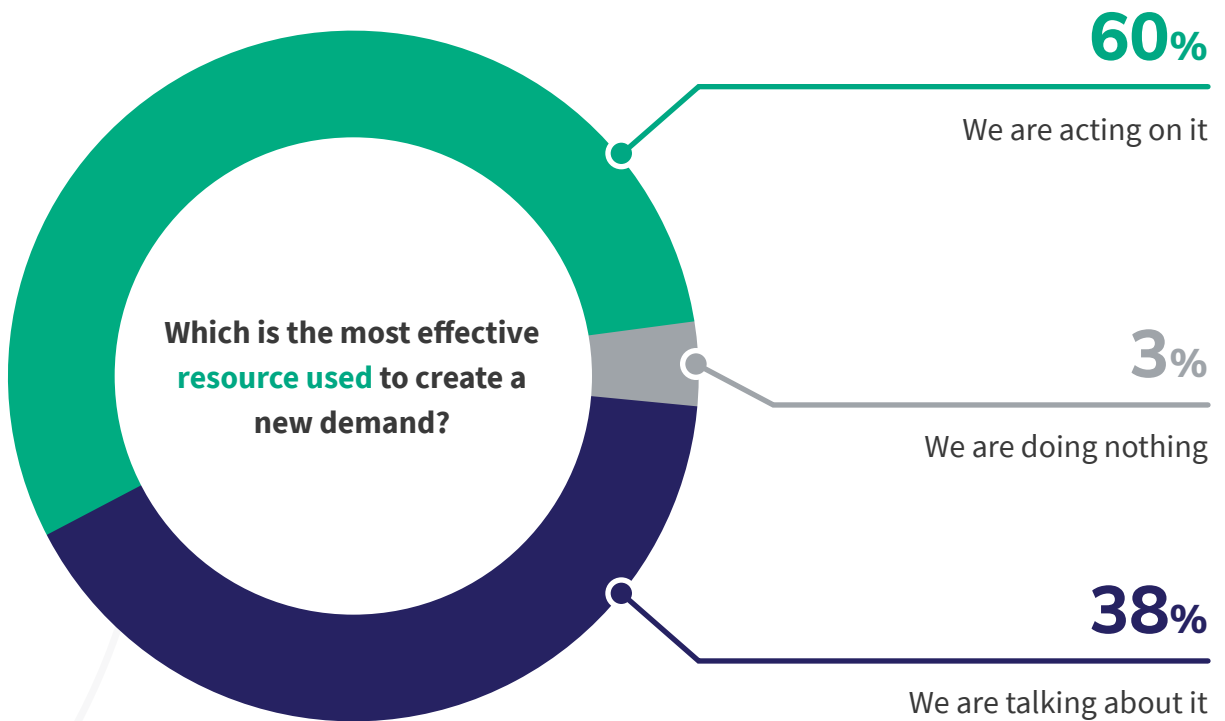 Which is the most effective
resource used to create a
new demand?
60%
We are acting on it
3%
We are doing nothing
38%
We are talking about it